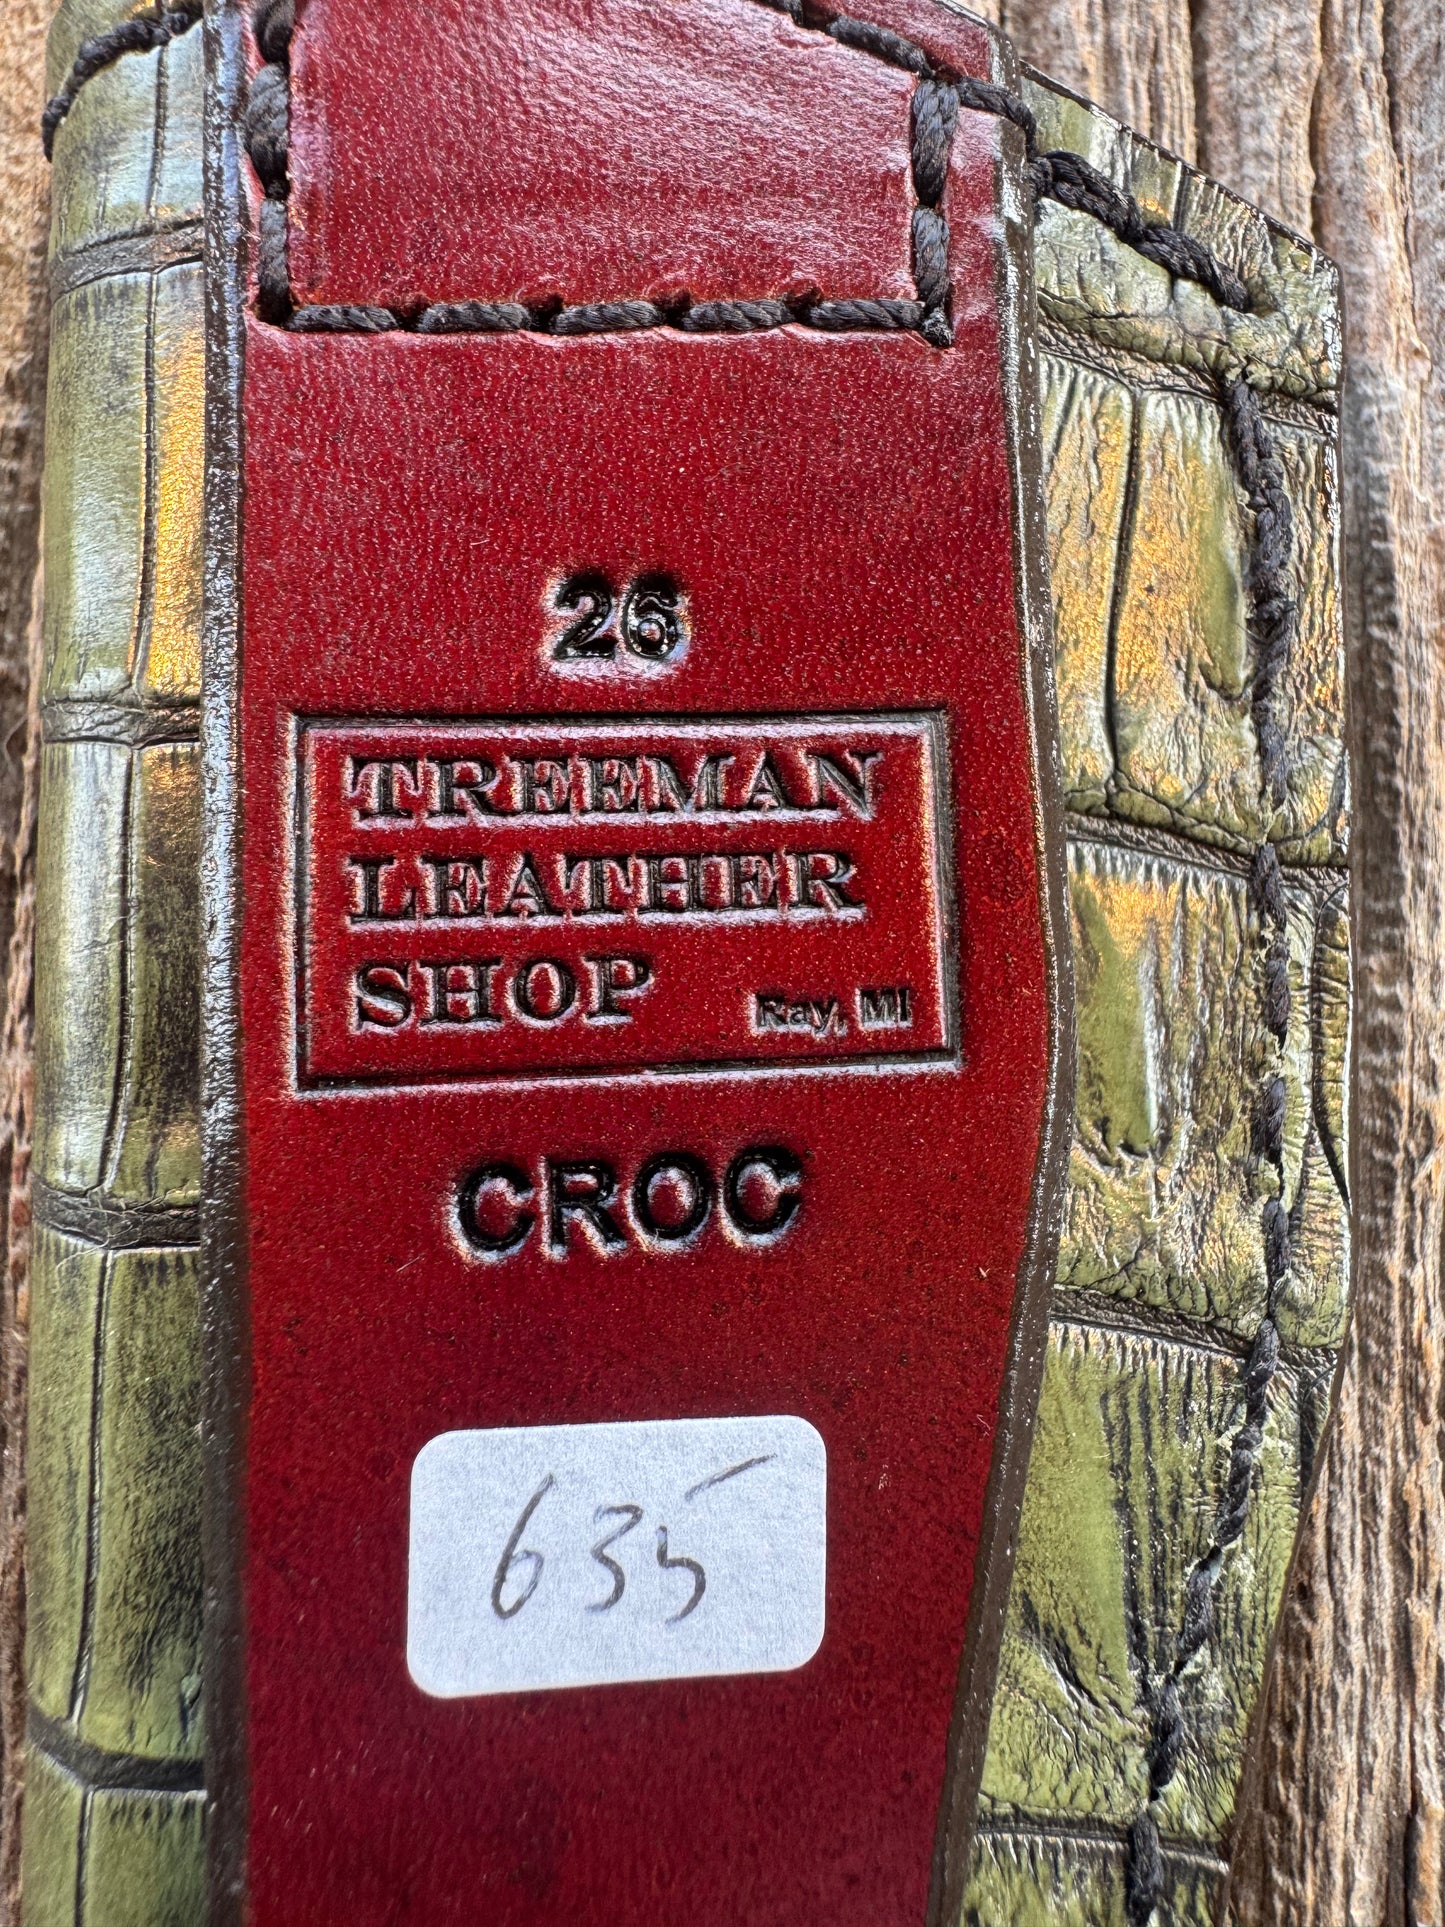 26
TREEMAN
LEATHER
SHOP Ray, MI
CROC
635